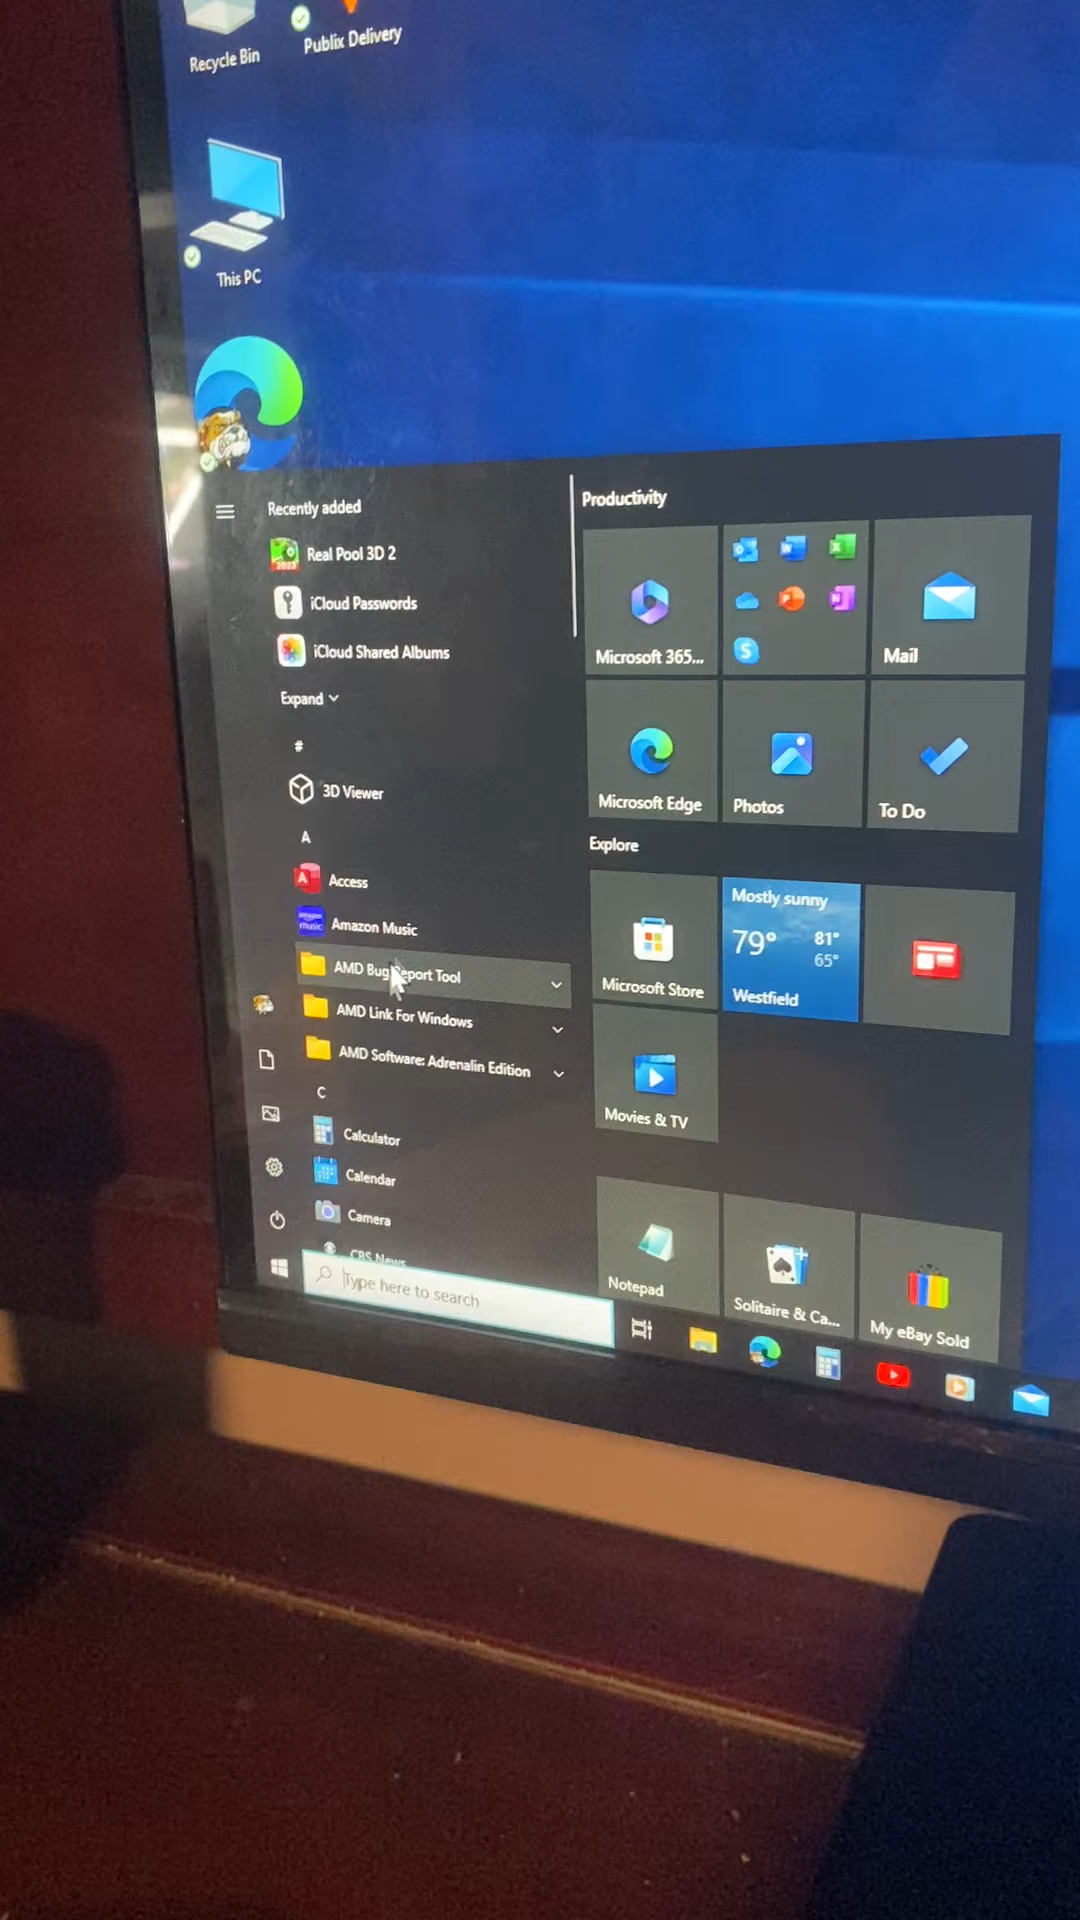 Recycle Bin
Publix Delivery
This PC
Recently added
Real Pool 3D 2
iCloud Passwords
iCloud Shared Albums
Expand
#
3D Viewer
A
Access
Amazon Music
AMD Bug Report Tool
AMD Link For Windows
AMD Software: Adrenalin Edition
C
Calculator
Calendar
Camera
CBS News
Type here to search
Productivity
Microsoft 365...
Mail
Microsoft Edge
Photos
To Do
Explore
Microsoft Store
Mostly sunny
79°
81°
65°
Westfield
Movies & TV
Notepad
Solitaire & Ca...
My eBay Sold